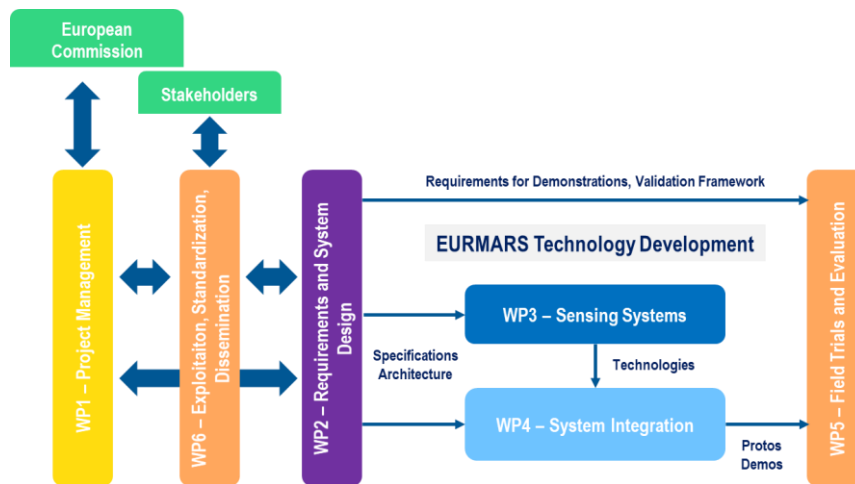 European
Commission
Stakeholders
WP1 – Project Management
WP6 – Exploitaiton, Standardization,
Dissemination
WP2 – Requirements and System
Design
Requirements for Demonstrations, Validation Framework
EURMARS Technology Development
WP3 – Sensing Systems
Specifications
Architecture
Technologies
WP4 – System Integration
Protos
Demos
WP5 – Field Trials and Evaluation